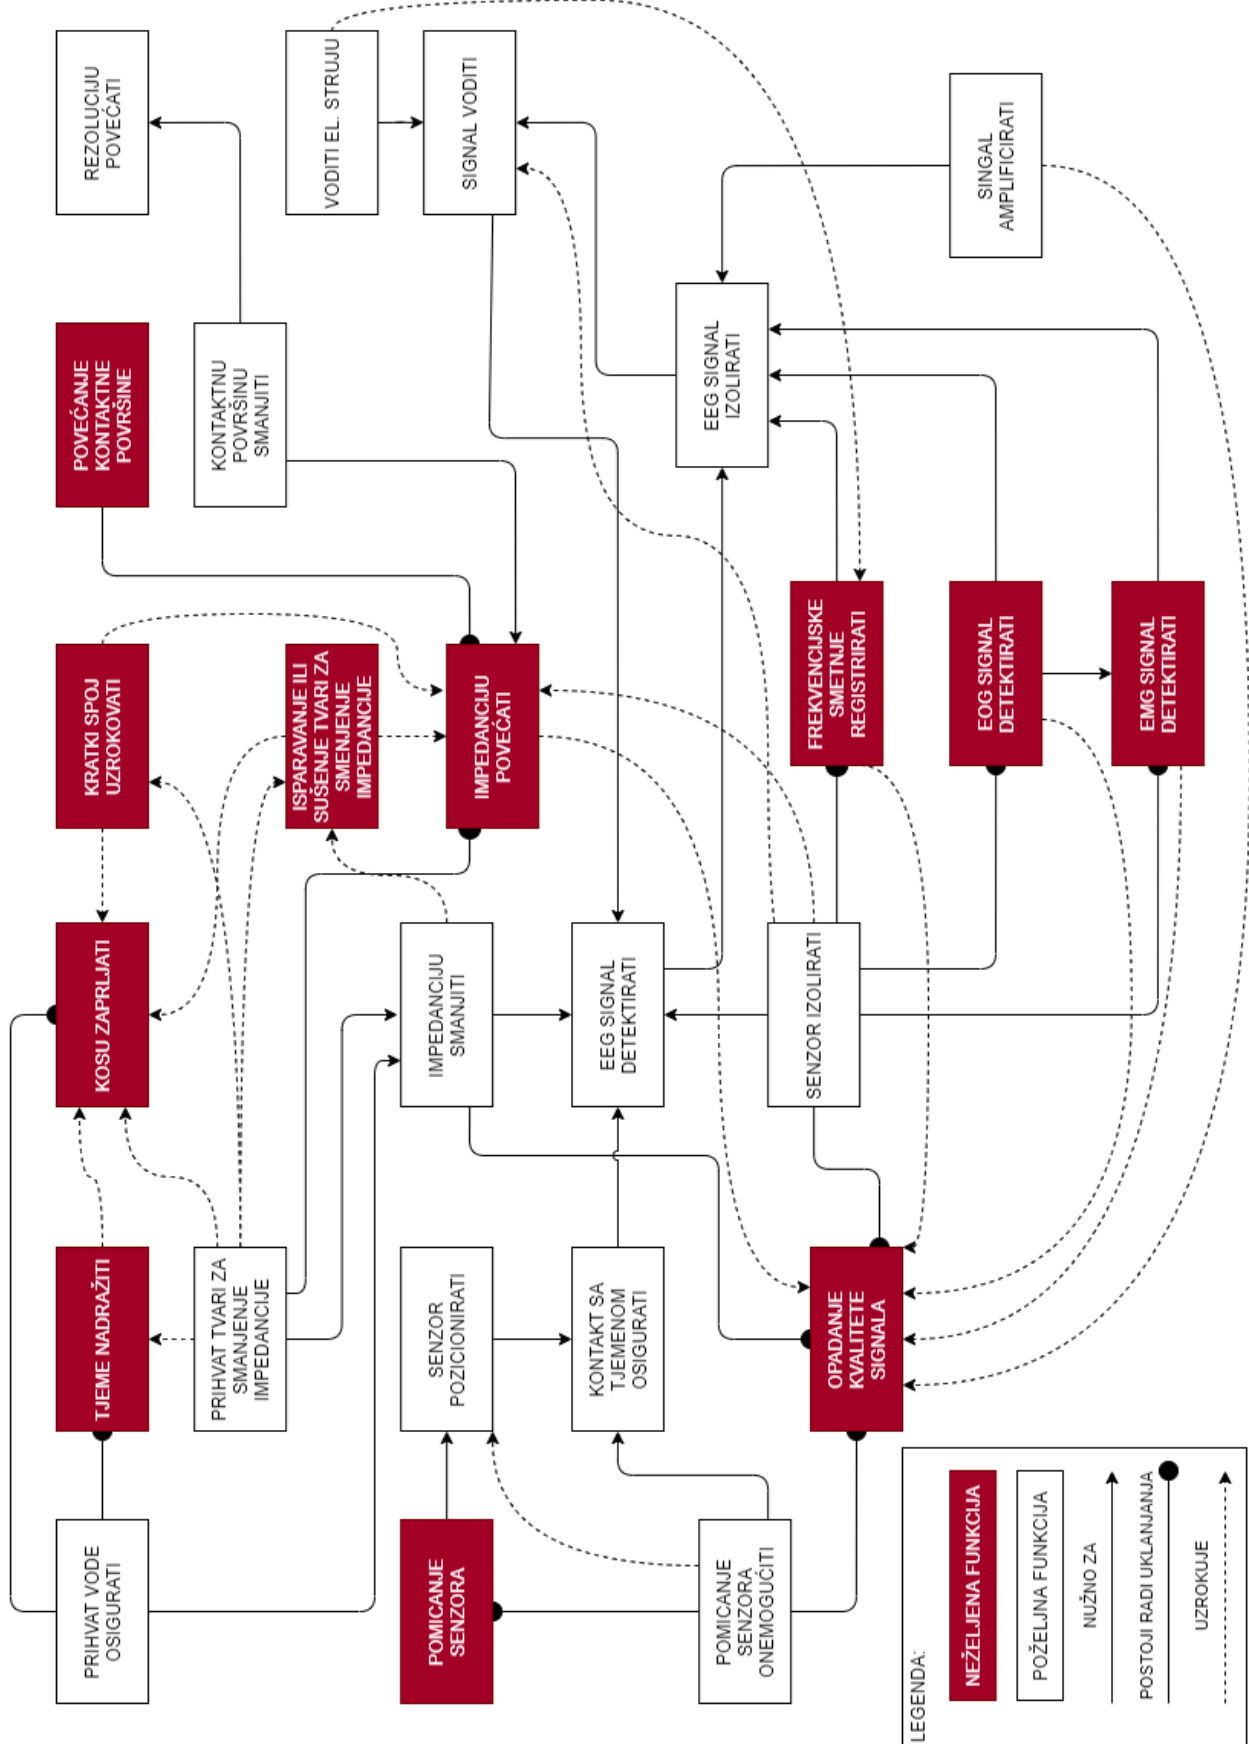 PRIHVAT VODE
OSIGURATI
TJEME NADRAŽITI
KOSU ZAPRLJATI
KRATKI SPOJ
UZROKOVATI
POVEĆANJE
KONTAKTNE
POVRŠINE
REZOLUCIJU
POVEĆATI
PRIHVAT TVARI ZA
SMANJENJE
IMPEDANCIJE
KONTAKTNU
POVRŠINU
SMANJITI
ISPARAVANJE ILI
SUŠENJE TVARI ZA
SMENJENJE
IMPEDANCIJE
VODITI EL. STRUJU
POMICANJE
SENZORA
SENZOR
POZICIONIRATI
IMPEDANCIJU
SMANJITI
IMPEDANCIJU
POVEĆATI
SIGNAL VODITI
KONTAKT SA
TJEMENOM
OSIGURATI
EEG SIGNAL
DETEKTIRATI
EEG SIGNAL
IZOLIRATI
POMICANJE
SENZORA
ONEMOGUĆITI
SENZOR IZOLIRATI
OPADANJE
KVALITETE
SIGNALA
FREKVENCIJSKE
SMETNJE
REGISTRIRATI
EOG SIGNAL
DETEKTIRATI
SINGAL
AMPLIFICIRATI
EMG SIGNAL
DETEKTIRATI
LEGENDA:
NEŽELJENA FUNKCIJA
POŽELJNA FUNKCIJA
NUŽNO ZA
POSTOJI RADI UKLANJANJA
UZROKUJE